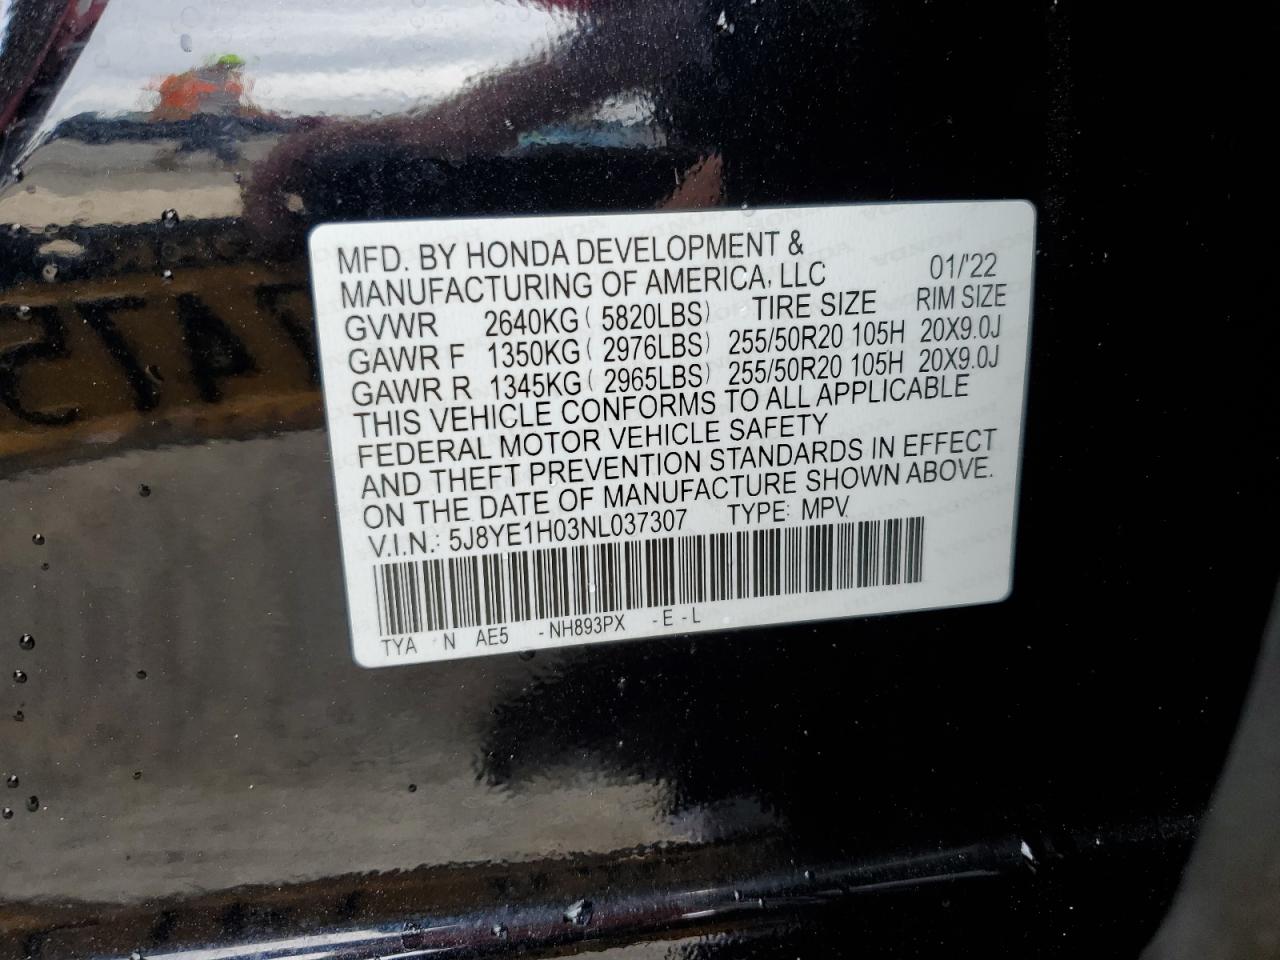 MFD. BY HONDA DEVELOPMENT &
MANUFACTURING OF AMERICA, LLC 01/'22
GVWR 2640KG ( 5820LBS) TIRE SIZE RIM SIZE
GAWR F 1350KG ( 2976LBS) 255/50R20 105H 20X9.0J
GAWR R 1345KG ( 2965LBS) 255/50R20 105H 20X9.0J
THIS VEHICLE CONFORMS TO ALL APPLICABLE
FEDERAL MOTOR VEHICLE SAFETY
AND THEFT PREVENTION STANDARDS IN EFFECT
ON THE DATE OF MANUFACTURE SHOWN ABOVE.
V.I.N.: 5J8YE1H03NL037307 TYPE: MPV
TYA N AE5 -NH893PX -E-L